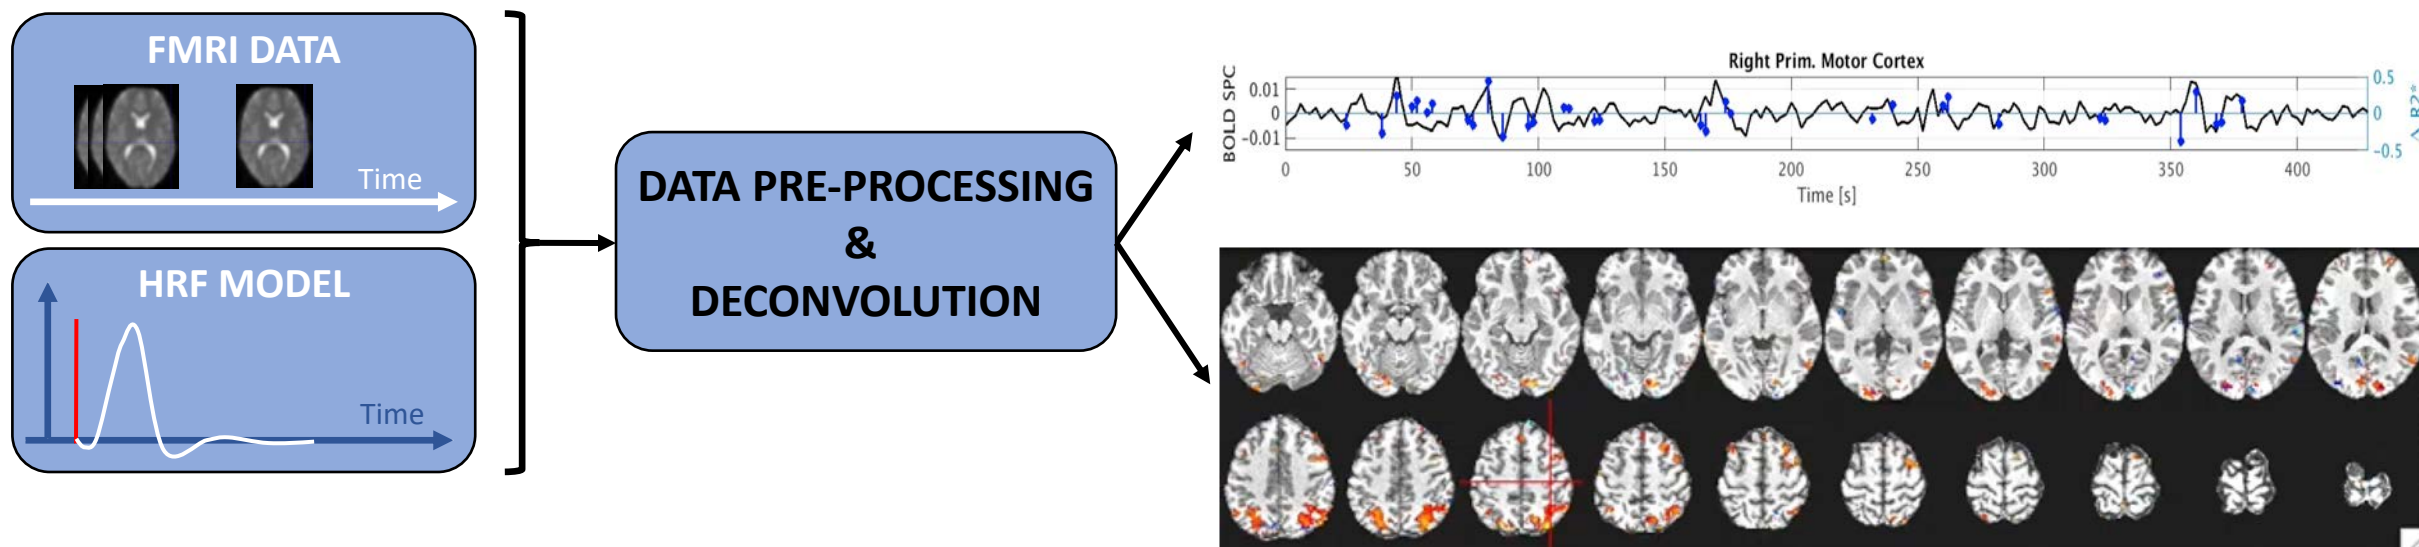 FMRI DATA
Time
HRF MODEL
Time
DATA PRE-PROCESSING
&
DECONVOLUTION
Right Prim. Motor Cortex
BOLD SPC
0.01
0
-0.01
0.5
0
-0.5
Δ R2*
0 50 100 150 200 250 300 350 400
Time [s]